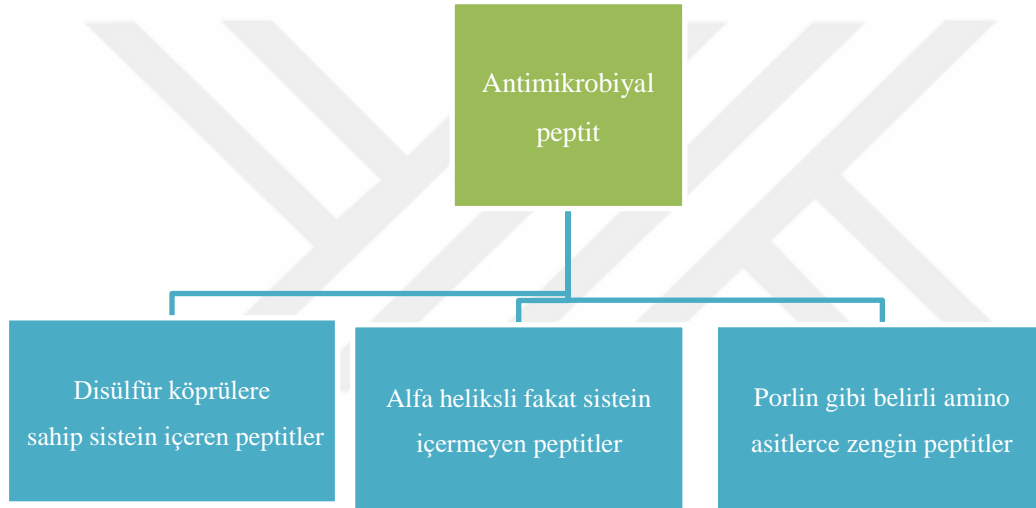 Antimikrobiyal
peptit
Disülfür köprülere
sahip sistein içeren peptitler
Alfa heliksli fakat sistein
içermeyen peptitler
Porlin gibi belirli amino
asitlerce zengin peptitler